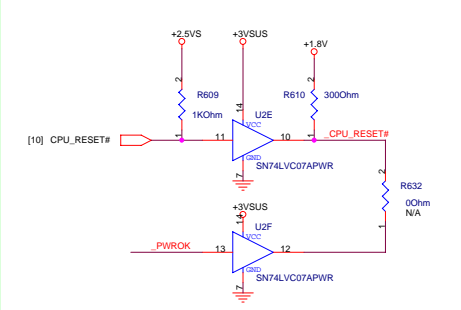 +2.5VS
+3VSUS
+1.8V
2
R609
1KOhm
1
2
R610
300Ohm
1
14
U2E
VCC
[10] CPU_RESET#
11
10
_CPU_RESET#
GND
7
SN74LVC07APWR
2
R632
0Ohm
N/A
1
+3VSUS
14
U2F
VCC
_PWROK
13
12
GND
7
SN74LVC07APWR